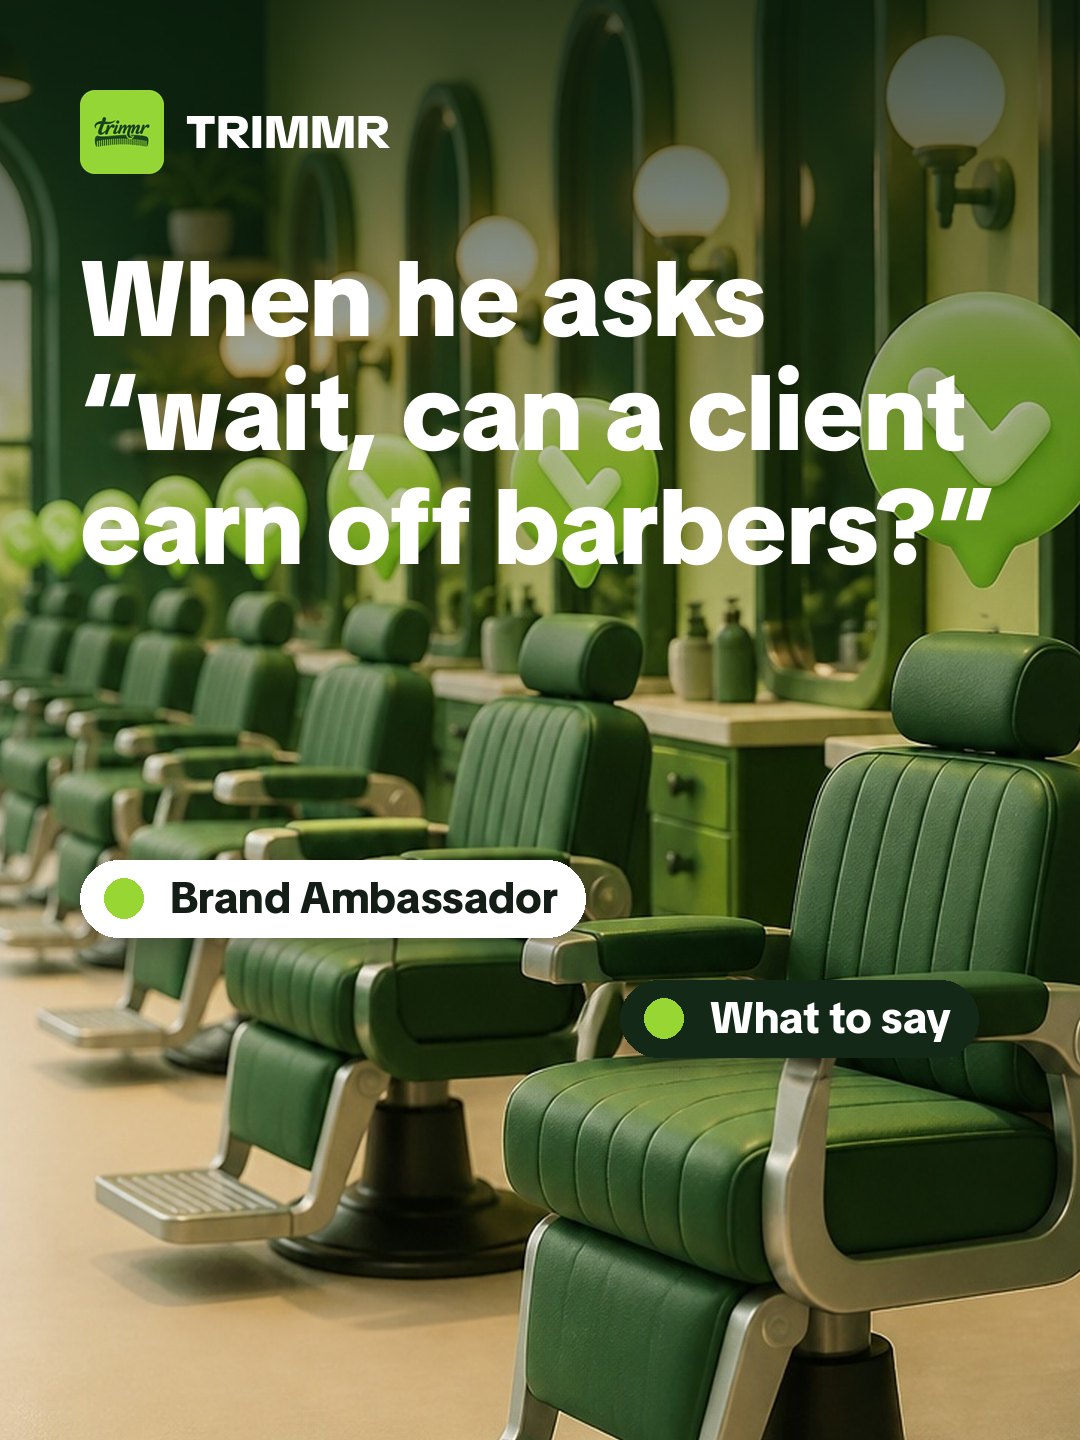 trimmr
TRIMMR
When he asks
“wait, can a client
earn off barbers?”
Brand Ambassador
What to say